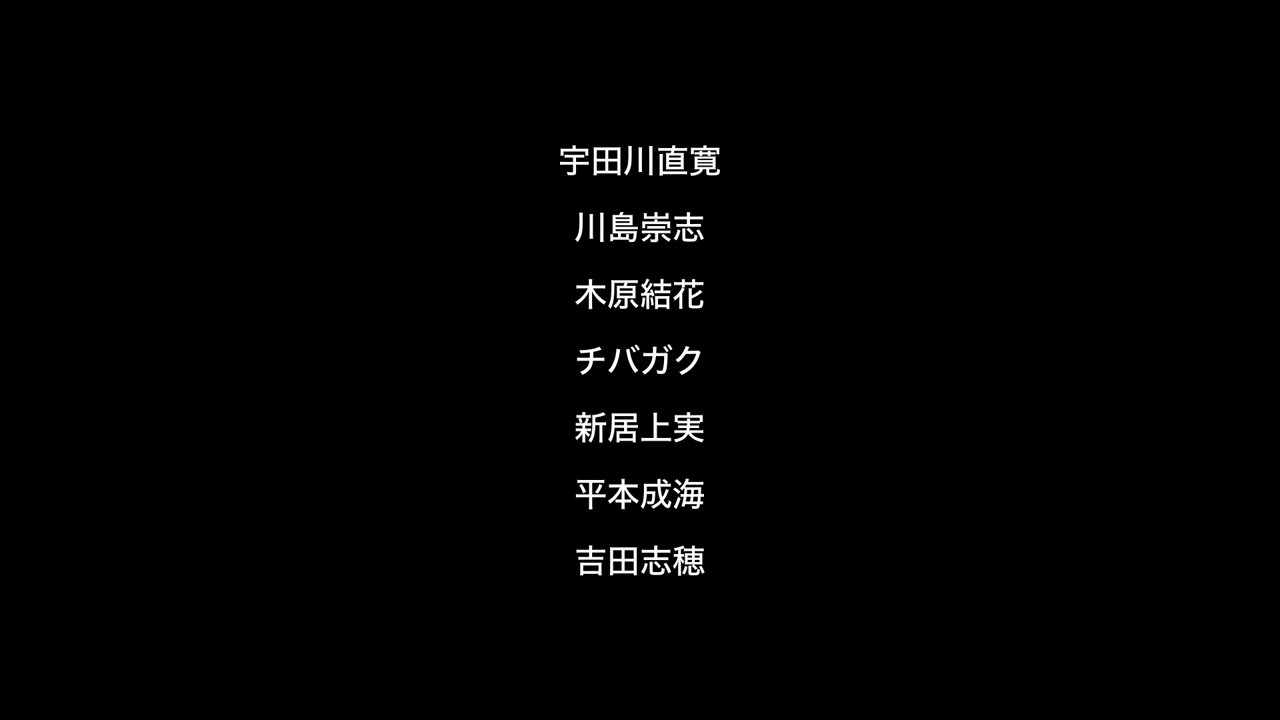 宇田川直寛
川島崇志
木原結花
チバガク
新居上実
平本成海
吉田志穂